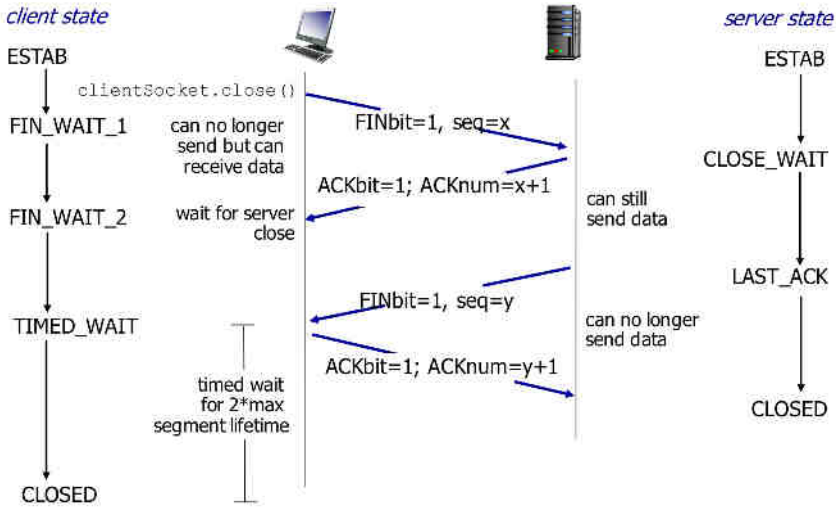 client state
server state
ESTAB
ESTAB
clientSocket.close()
FINbit=1, seq=x
FIN_WAIT_1
can no longer
send but can
receive data
CLOSE_WAIT
ACKbit=1; ACKnum=x+1
FIN_WAIT_2
wait for server
close
can still
send data
LAST_ACK
FINbit=1, seq=y
TIMED_WAIT
can no longer
send data
ACKbit=1; ACKnum=y+1
timed wait
for 2*max
segment lifetime
CLOSED
CLOSED